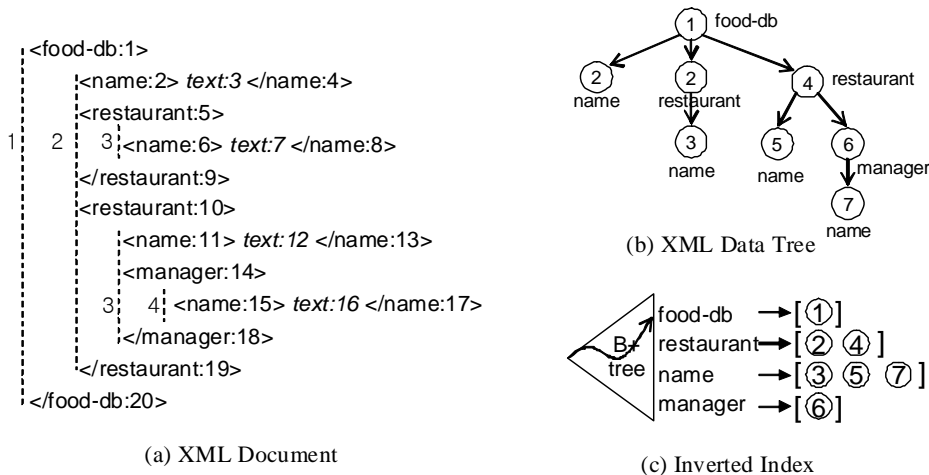 <food-db:1>
<name:2> text:3 </name:4>
<restaurant:5>
1 2 3 <name:6> text:7 </name:8>
</restaurant:9>
<restaurant:10>
<name:11> text:12 </name:13>
<manager:14>
3 4 <name:15> text:16 </name:17>
</manager:18>
</restaurant:19>
</food-db:20>
(a) XML Document
1 food-db
2 2 4 restaurant
name restaurant
3 5 6
name name manager
7
name
(b) XML Data Tree
B+
tree
food-db [1]
restaurant [2 4]
name [3 5 7]
manager [6]
(c) Inverted Index